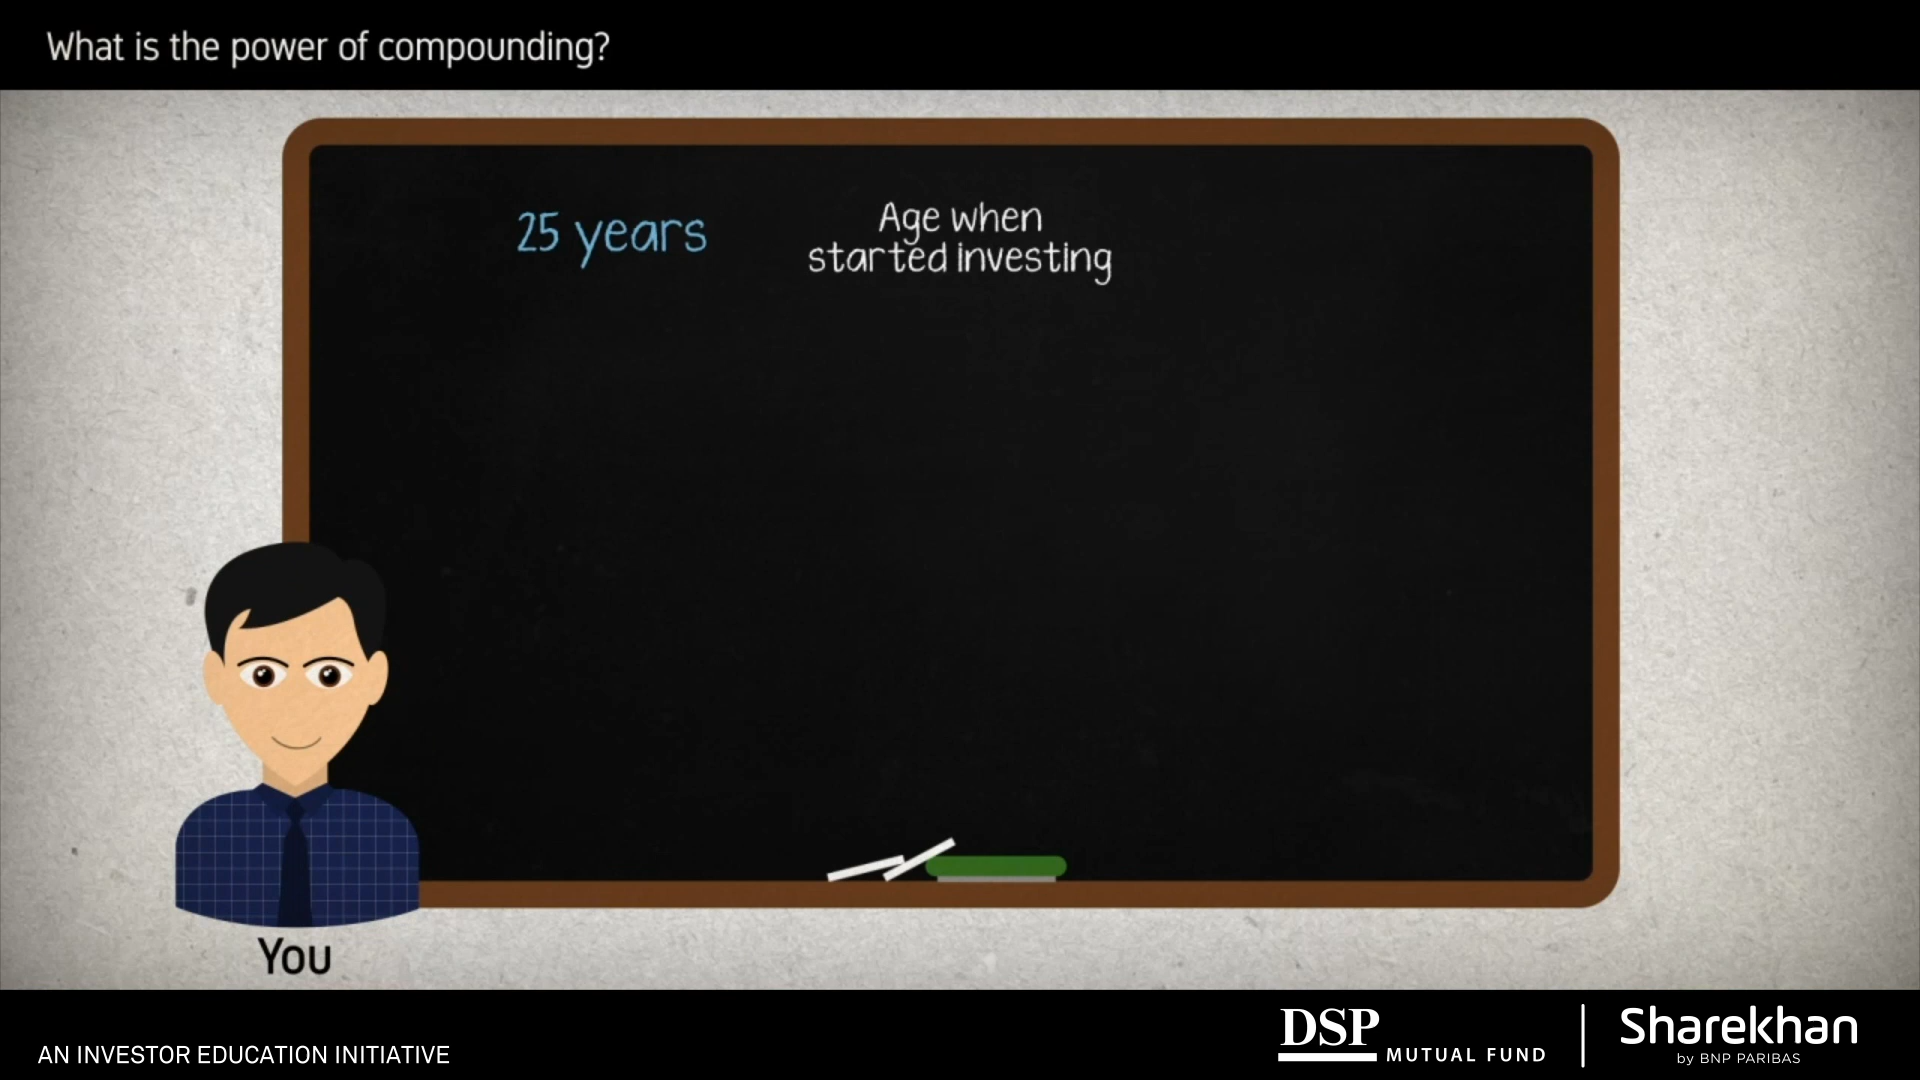 What is the power of compounding?
25 years
Age when
started investing
You
AN INVESTOR EDUCATION INITIATIVE
DSP
MUTUAL FUND
Sharekhan
by BNP PARIBAS